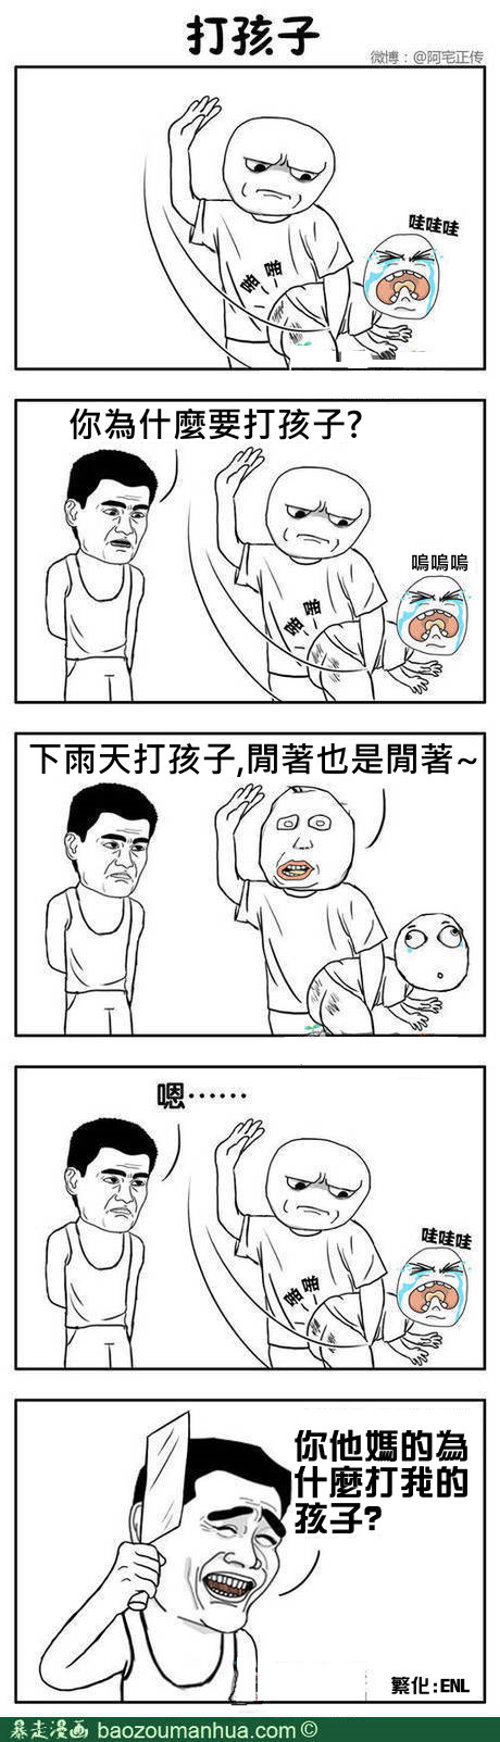 打孩子
微博：@阿宅正传
哇哇哇
啪 啪
你為什麼要打孩子?
嗚嗚嗚
啪 啪
下雨天打孩子,閒著也是閒著~
嗯……
哇哇哇
啪 啪
你他媽的為
什麼打我的
孩子?
繁化:ENL
暴走漫画 baozoumanhua.com ©